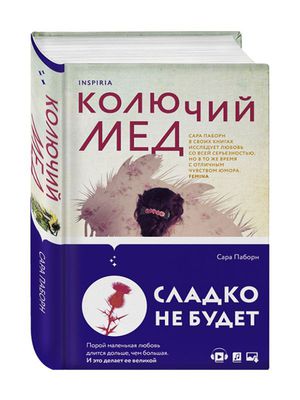 INSPIRIA
КОЛЮЧИЙ
МЕД
САРА ПАБОРН
В СВОИХ КНИГАХ
ИССЛЕДУЕТ ЛЮБОВЬ
СО ВСЕЙ СЕРЬЕЗНОСТЬЮ,
НО В ТО ЖЕ ВРЕМЯ
С ОТЛИЧНЫМ
ЧУВСТВОМ ЮМОРА.
FEMINA
Сара Паборн
СЛАДКО
НЕ БУДЕТ
Порой маленькая любовь
длится дольше, чем большая.
И это делает ее великой
КОЛЮЧИЙ
МЕД
САРА ПАБОРН